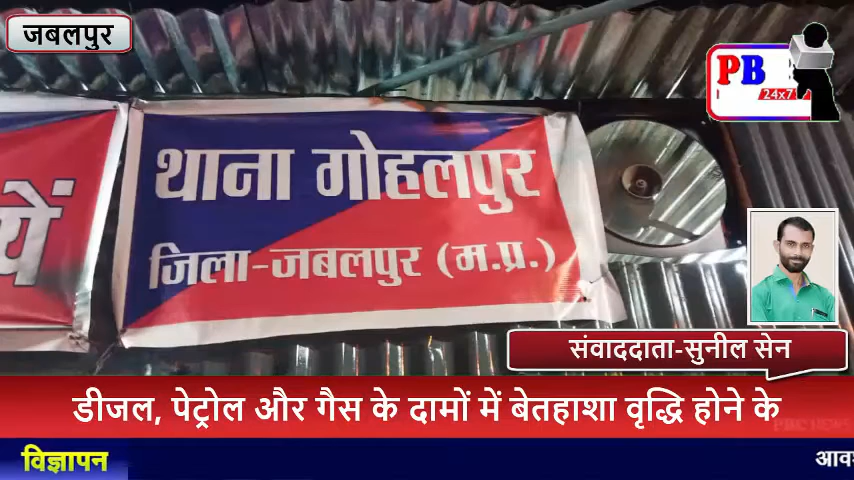 जबलपुर
PB
24x7
यें
थाना गोहलपुर
जिला-जबलपुर (म.प्र.)
संवाददाता-सुनील सेन
डीजल, पेट्रोल और गैस के दामों में बेतहाशा वृद्धि होने के
विज्ञापन